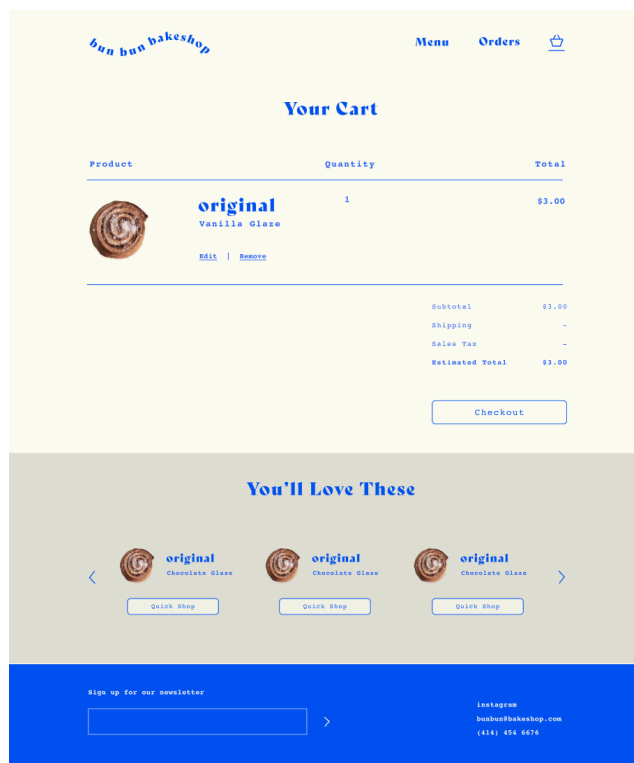 bun bun bakeshop
Menu Orders
Your Cart
Product Quantity Total
original 1 $3.00
Vanilla Glaze
Edit | Remove
Subtotal $3.00
Shipping –
Sales Tax –
Estimated Total $3.00
Checkout
You'll Love These
original original original
Chocolate Glaze Chocolate Glaze Chocolate Glaze
Quick Shop Quick Shop Quick Shop
Sign up for our newsletter
instagram
bunbun@bakeshop.com
(414) 454 6676